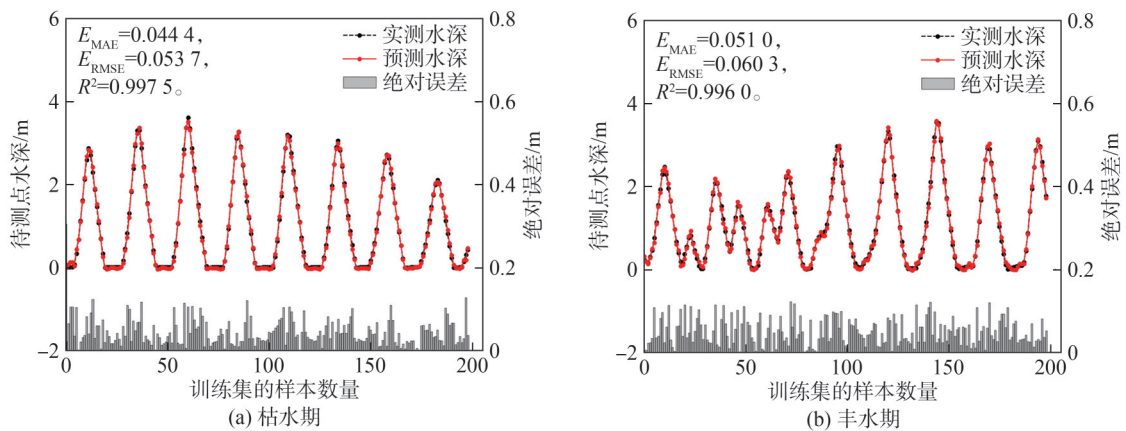 E_MAE=0.044 4,
E_RMSE=0.053 7,
R²=0.997 5。
实测水深
预测水深
绝对误差
待测点水深/m
6
4
2
0
−2
绝对误差/m
0.8
0.6
0.4
0.2
0
0
50
100
150
200
训练集的样本数量
(a) 枯水期
E_MAE=0.051 0,
E_RMSE=0.060 3,
R²=0.996 0。
实测水深
预测水深
绝对误差
待测点水深/m
6
4
2
0
−2
绝对误差/m
0.8
0.6
0.4
0.2
0
0
50
100
150
200
训练集的样本数量
(b) 丰水期